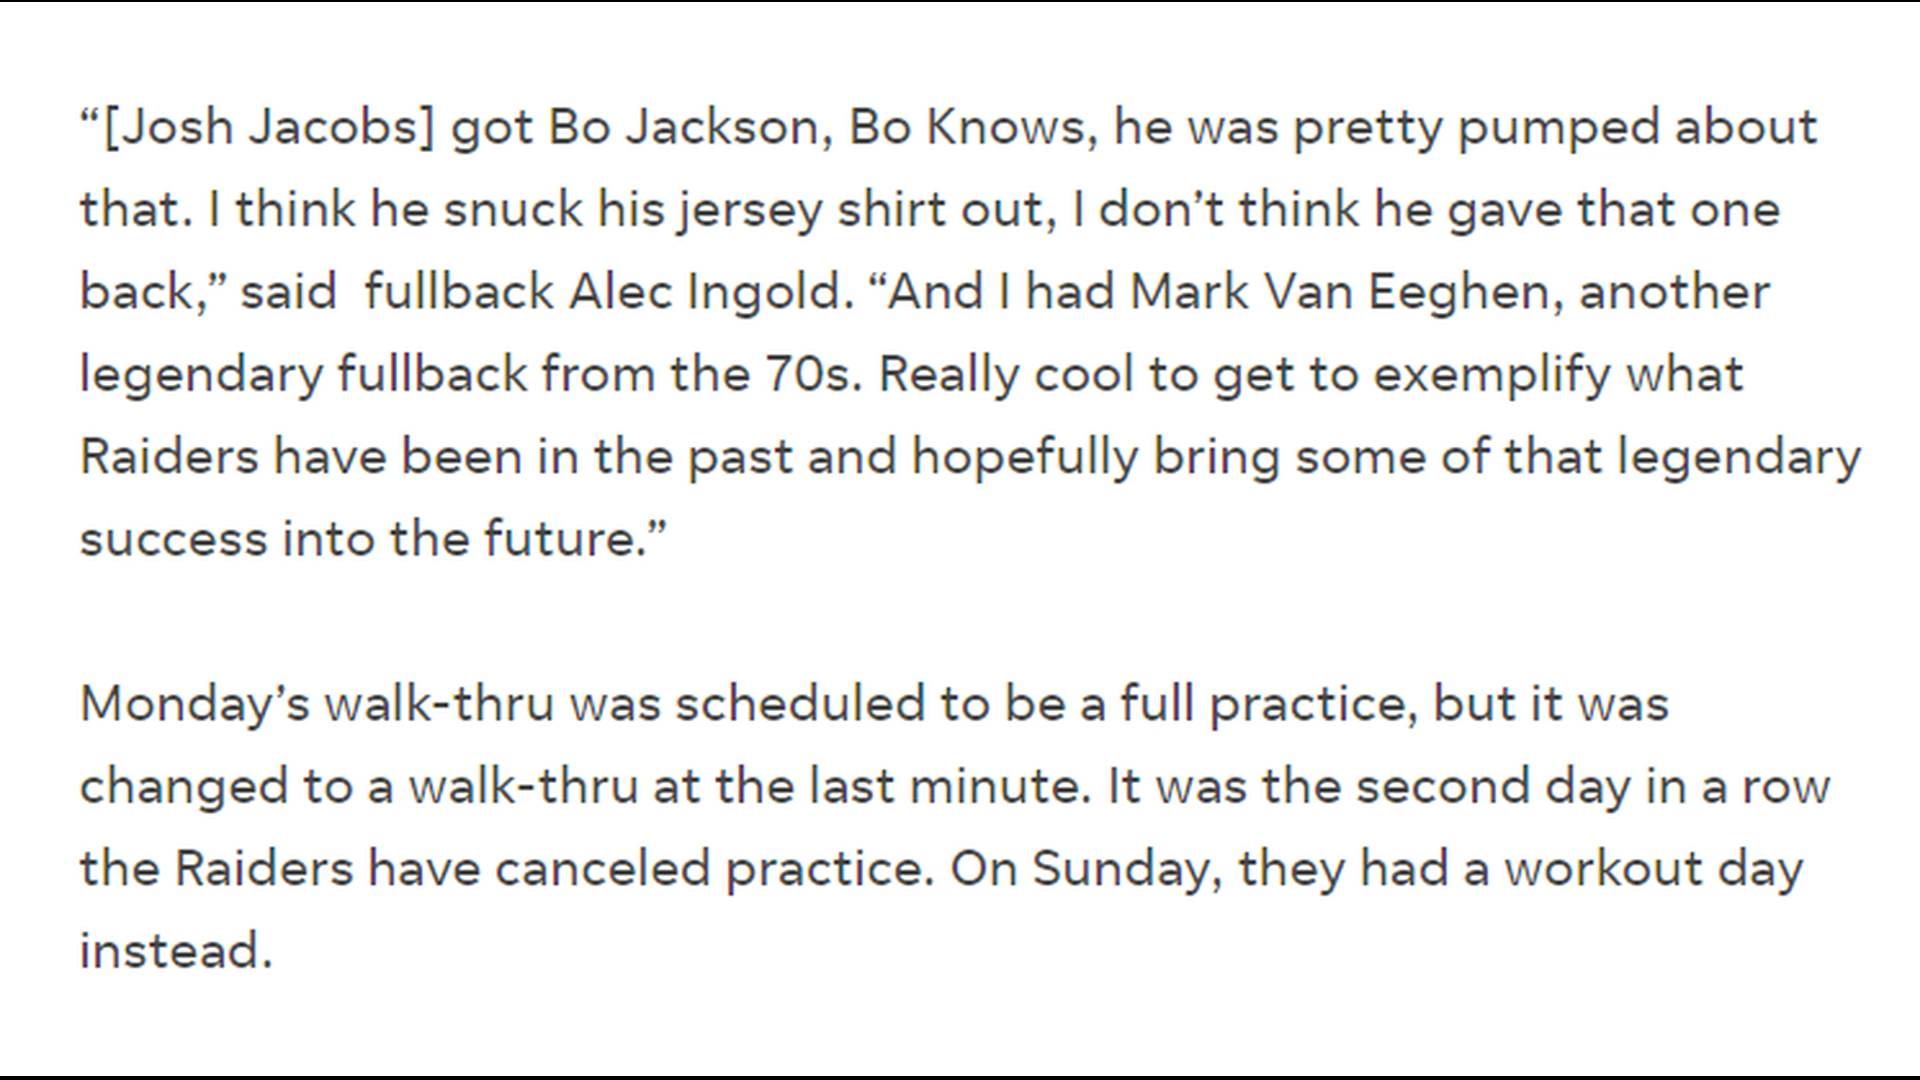 “[Josh Jacobs] got Bo Jackson, Bo Knows, he was pretty pumped about
that. I think he snuck his jersey shirt out, I don’t think he gave that one
back,” said  fullback Alec Ingold. “And I had Mark Van Eeghen, another
legendary fullback from the 70s. Really cool to get to exemplify what
Raiders have been in the past and hopefully bring some of that legendary
success into the future.”
Monday’s walk-thru was scheduled to be a full practice, but it was
changed to a walk-thru at the last minute. It was the second day in a row
the Raiders have canceled practice. On Sunday, they had a workout day
instead.